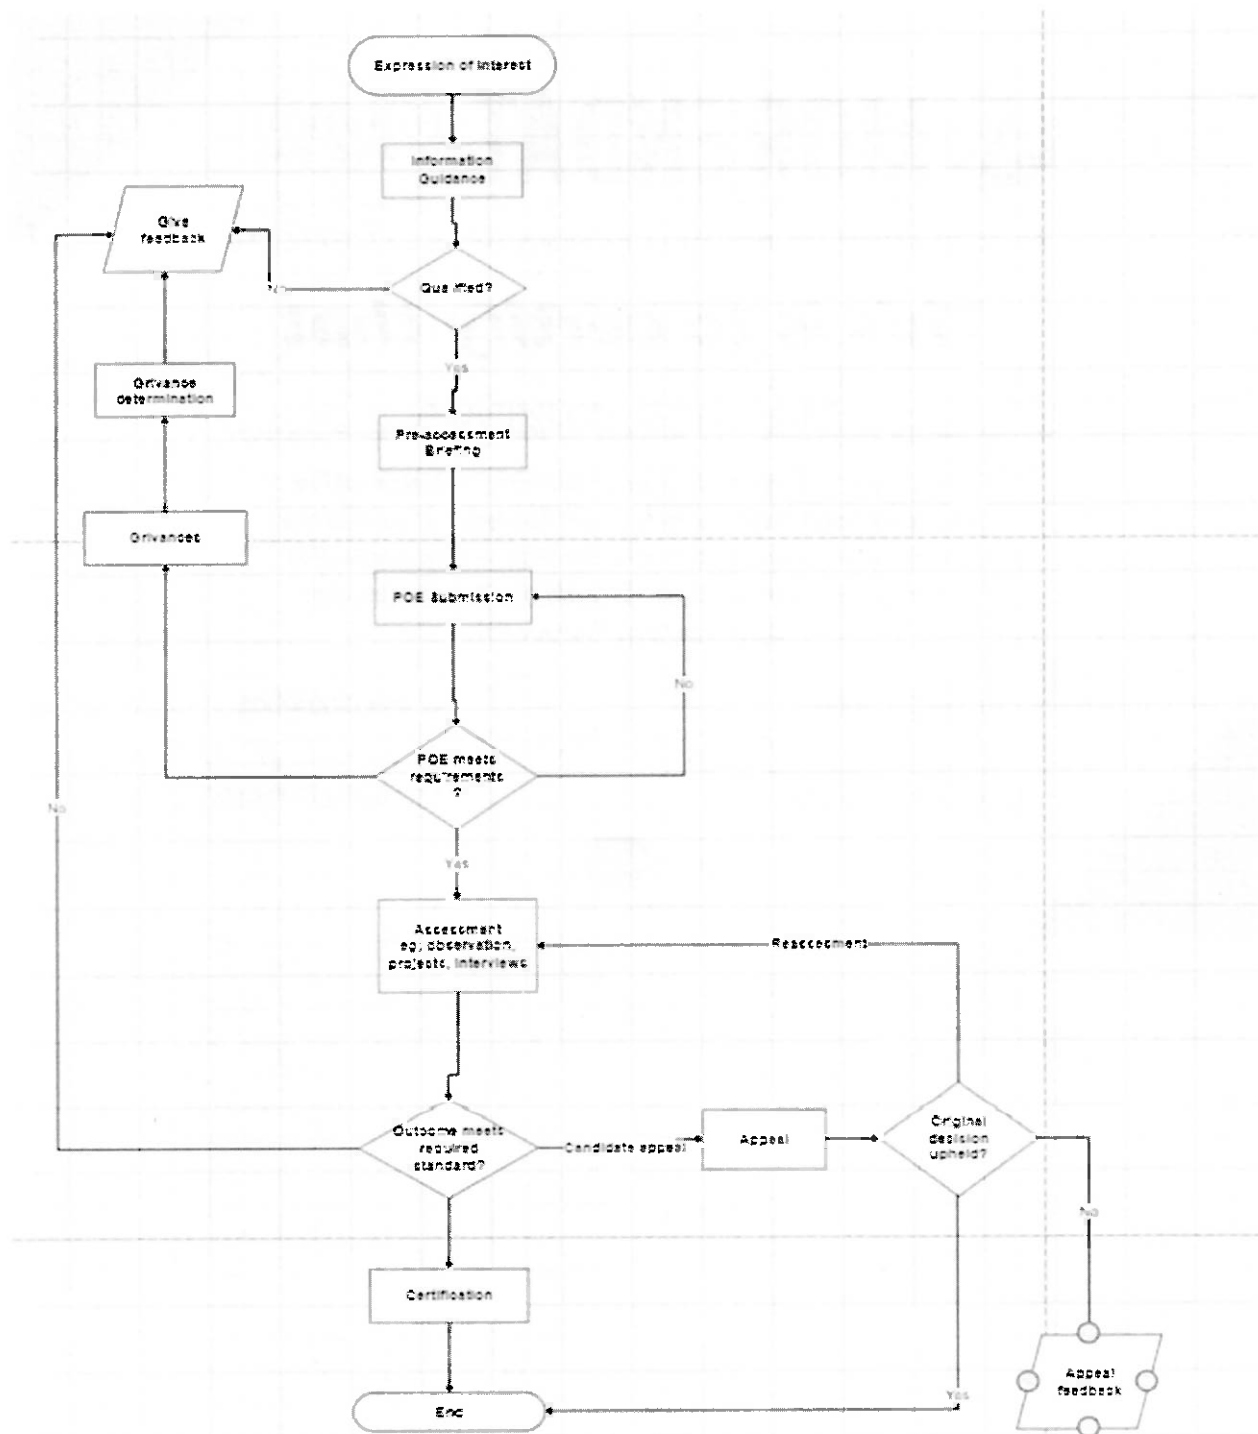 Expression of Interest
Information
Guidance
Give
feedback
Qualified?
No
Yes
Grivance
determination
Pre-assessment
Briefing
Grivances
POE Submission
No
POE meets
requirements
?
No
Yes
Assessment
eg; observation,
projects, interviews
Reassesment
Outcome meets
required
standard?
Candidate appeal
Appeal
Original
decision
upheld?
No
Certification
Appeal
feedback
Yes
End